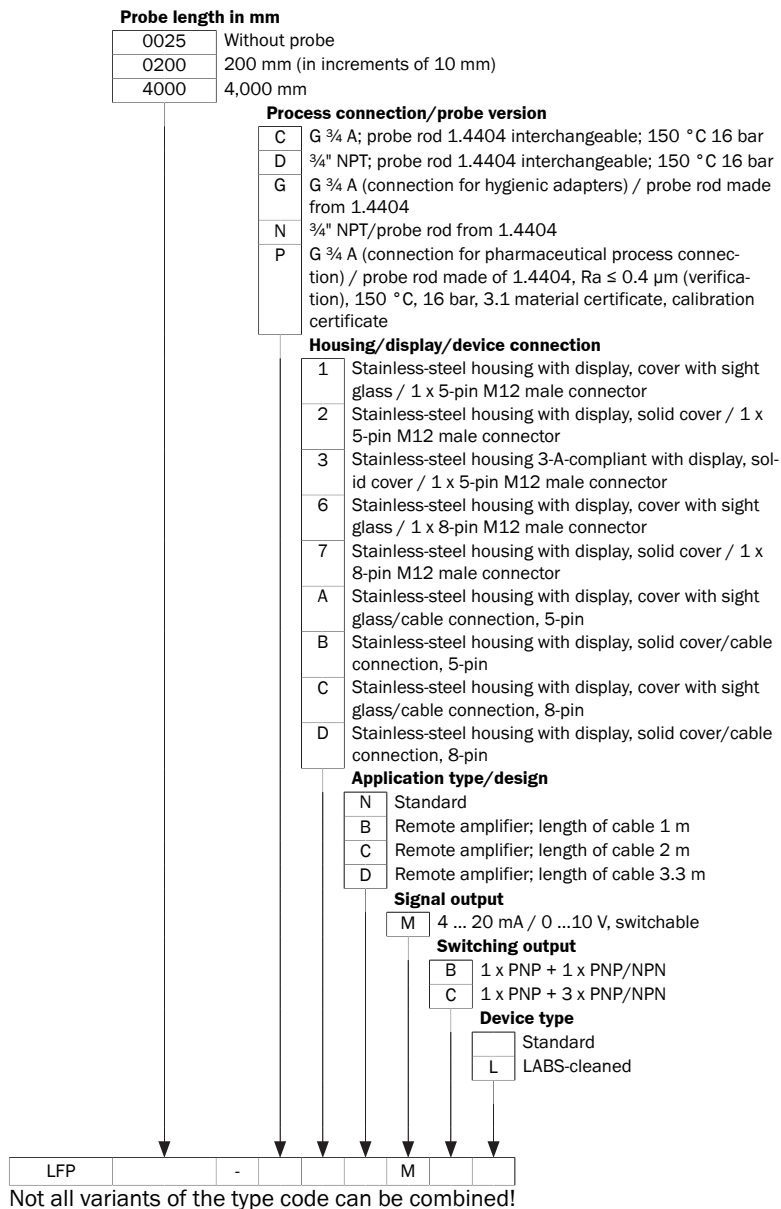 Probe length in mm
0025 Without probe
0200 200 mm (in increments of 10 mm)
4000 4,000 mm
Process connection/probe version
C G ¾ A; probe rod 1.4404 interchangeable; 150 °C 16 bar
D ¾" NPT; probe rod 1.4404 interchangeable; 150 °C 16 bar
G G ¾ A (connection for hygienic adapters) / probe rod made
from 1.4404
N ¾" NPT/probe rod from 1.4404
P G ¾ A (connection for pharmaceutical process connec-
tion) / probe rod made of 1.4404, Ra ≤ 0.4 µm (verifica-
tion), 150 °C, 16 bar, 3.1 material certificate, calibration
certificate
Housing/display/device connection
1 Stainless-steel housing with display, cover with sight
glass / 1 x 5-pin M12 male connector
2 Stainless-steel housing with display, solid cover / 1 x
5-pin M12 male connector
3 Stainless-steel housing 3-A-compliant with display, sol-
id cover / 1 x 5-pin M12 male connector
6 Stainless-steel housing with display, cover with sight
glass / 1 x 8-pin M12 male connector
7 Stainless-steel housing with display, solid cover / 1 x
8-pin M12 male connector
A Stainless-steel housing with display, cover with sight
glass/cable connection, 5-pin
B Stainless-steel housing with display, solid cover/cable
connection, 5-pin
C Stainless-steel housing with display, cover with sight
glass/cable connection, 8-pin
D Stainless-steel housing with display, solid cover/cable
connection, 8-pin
Application type/design
N Standard
B Remote amplifier; length of cable 1 m
C Remote amplifier; length of cable 2 m
D Remote amplifier; length of cable 3.3 m
Signal output
M 4 ... 20 mA / 0 ...10 V, switchable
Switching output
B 1 x PNP + 1 x PNP/NPN
C 1 x PNP + 3 x PNP/NPN
Device type
Standard
L LABS-cleaned
LFP - M
Not all variants of the type code can be combined!